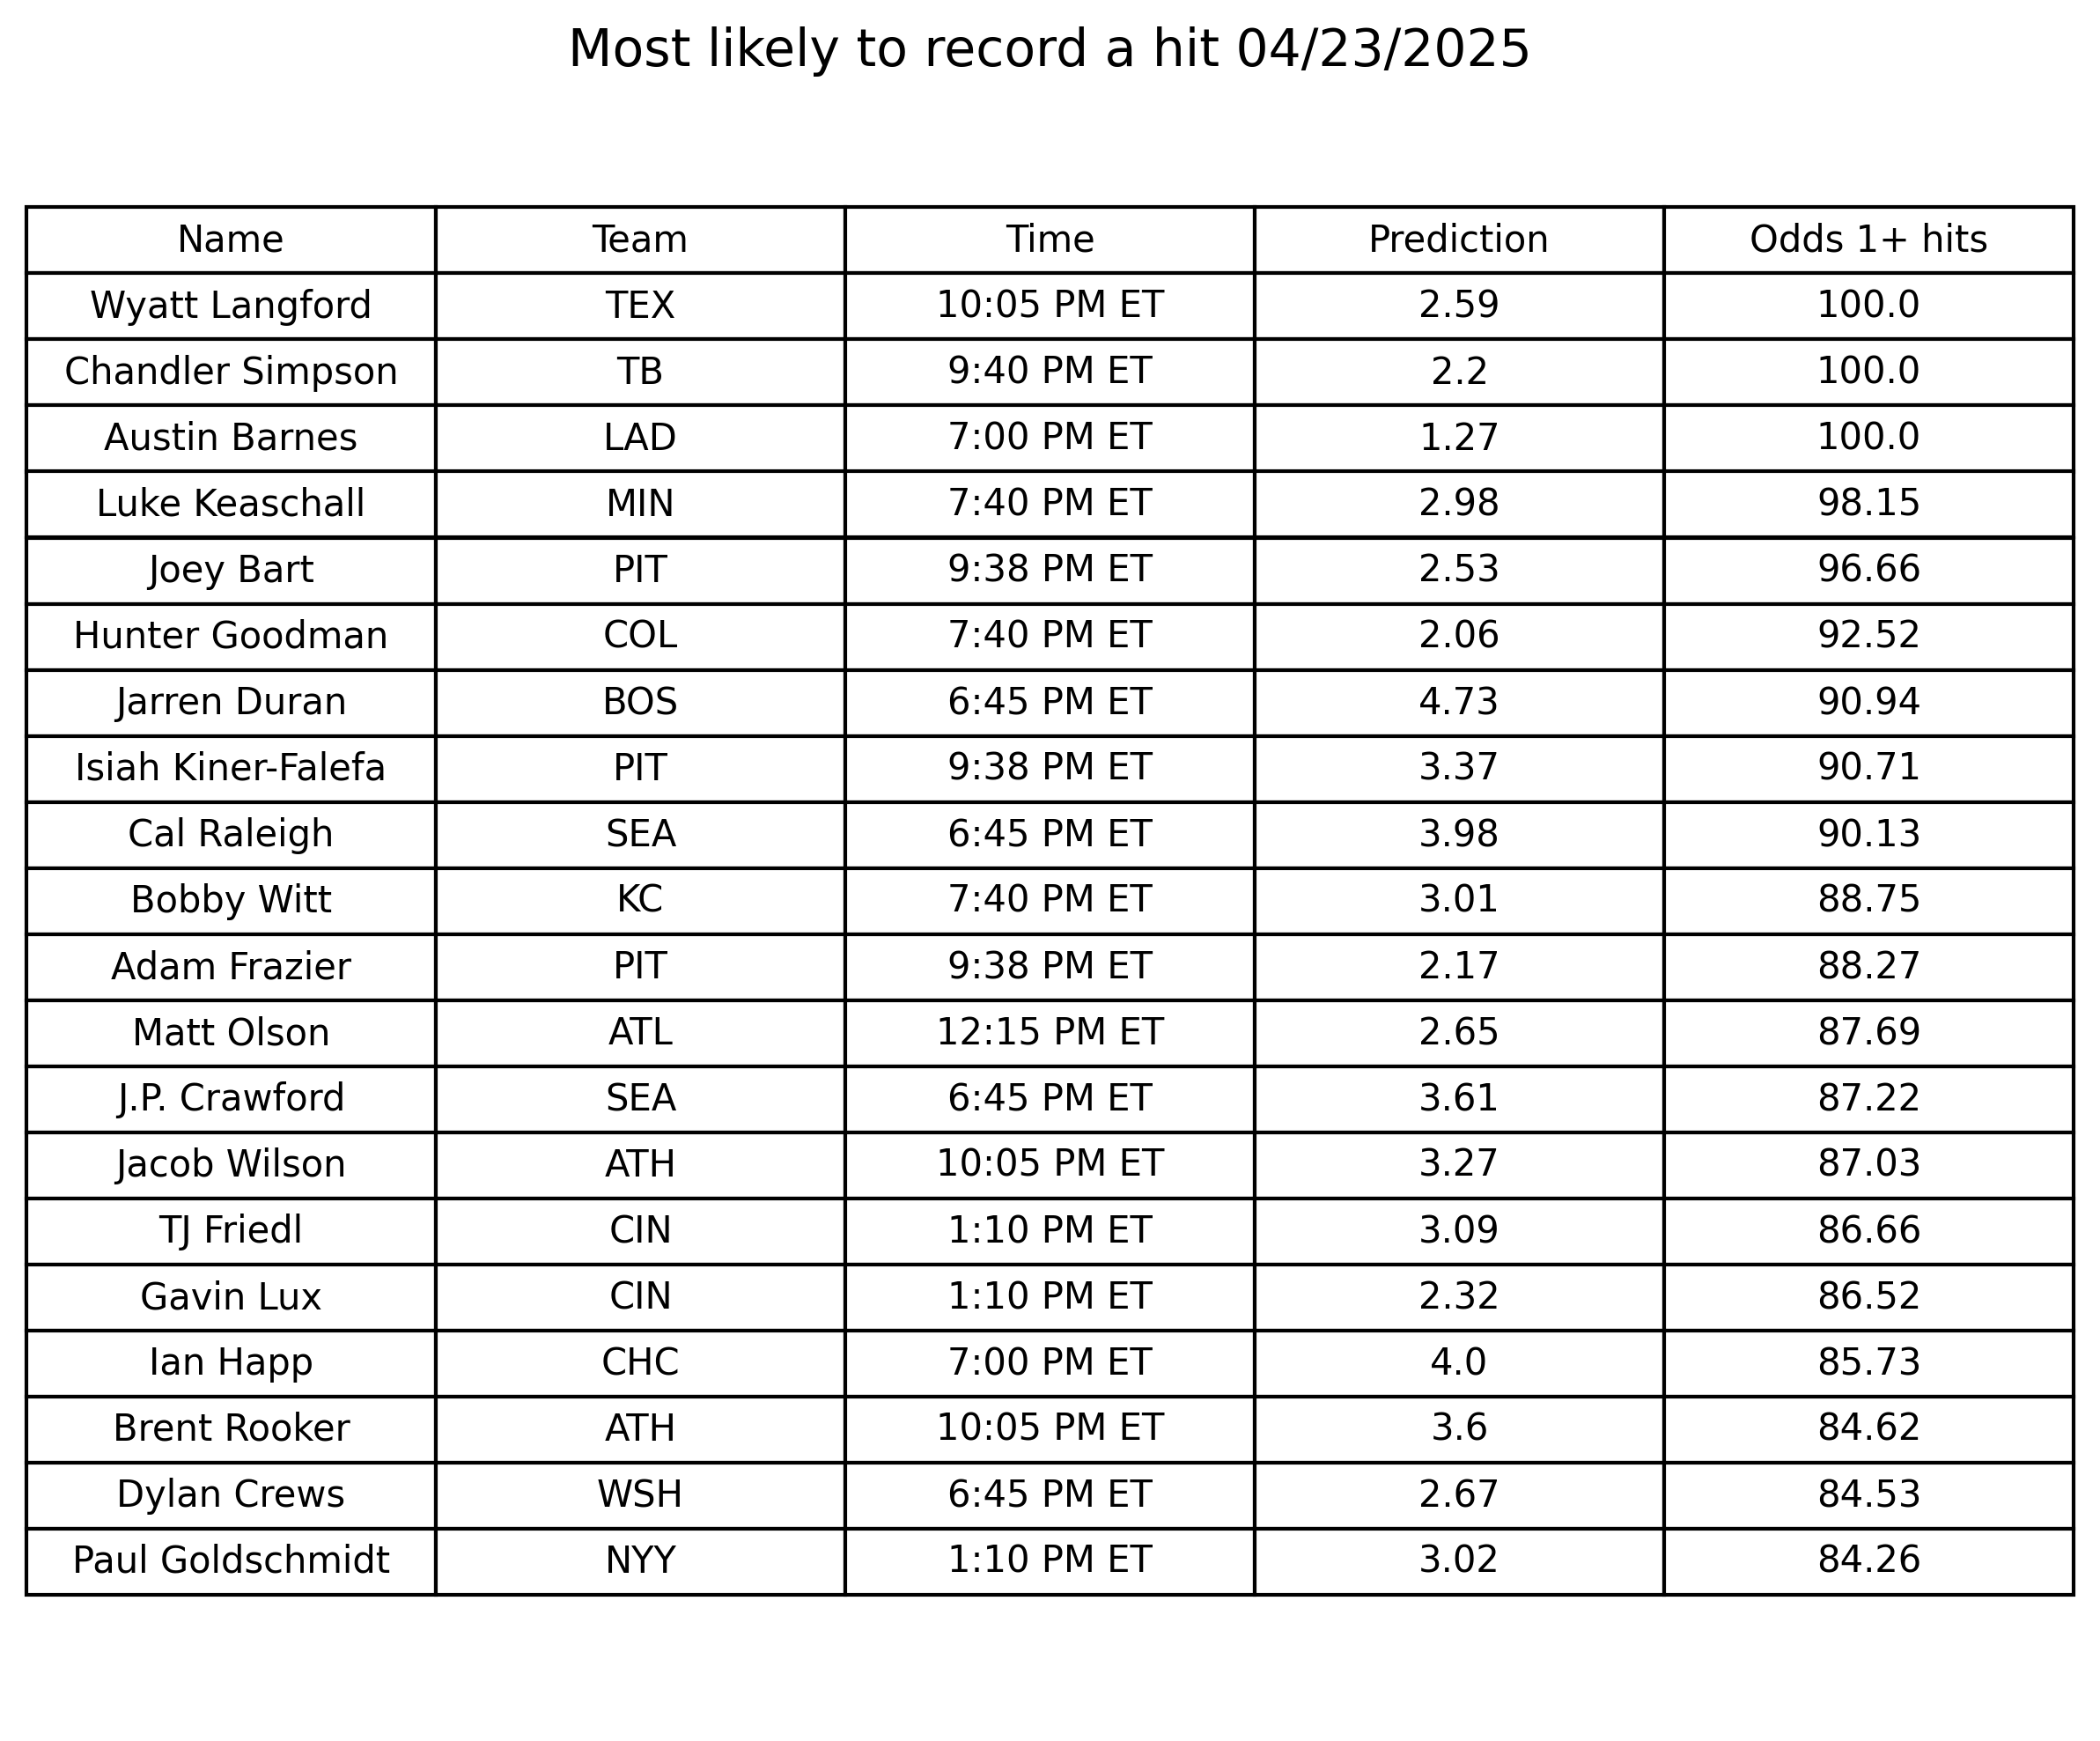 Most likely to record a hit 04/23/2025
Name Team Time Prediction Odds 1+ hits
Wyatt Langford TEX 10:05 PM ET 2.59 100.0
Chandler Simpson TB 9:40 PM ET 2.2 100.0
Austin Barnes LAD 7:00 PM ET 1.27 100.0
Luke Keaschall MIN 7:40 PM ET 2.98 98.15
Joey Bart PIT 9:38 PM ET 2.53 96.66
Hunter Goodman COL 7:40 PM ET 2.06 92.52
Jarren Duran BOS 6:45 PM ET 4.73 90.94
Isiah Kiner-Falefa PIT 9:38 PM ET 3.37 90.71
Cal Raleigh SEA 6:45 PM ET 3.98 90.13
Bobby Witt KC 7:40 PM ET 3.01 88.75
Adam Frazier PIT 9:38 PM ET 2.17 88.27
Matt Olson ATL 12:15 PM ET 2.65 87.69
J.P. Crawford SEA 6:45 PM ET 3.61 87.22
Jacob Wilson ATH 10:05 PM ET 3.27 87.03
TJ Friedl CIN 1:10 PM ET 3.09 86.66
Gavin Lux CIN 1:10 PM ET 2.32 86.52
Ian Happ CHC 7:00 PM ET 4.0 85.73
Brent Rooker ATH 10:05 PM ET 3.6 84.62
Dylan Crews WSH 6:45 PM ET 2.67 84.53
Paul Goldschmidt NYY 1:10 PM ET 3.02 84.26